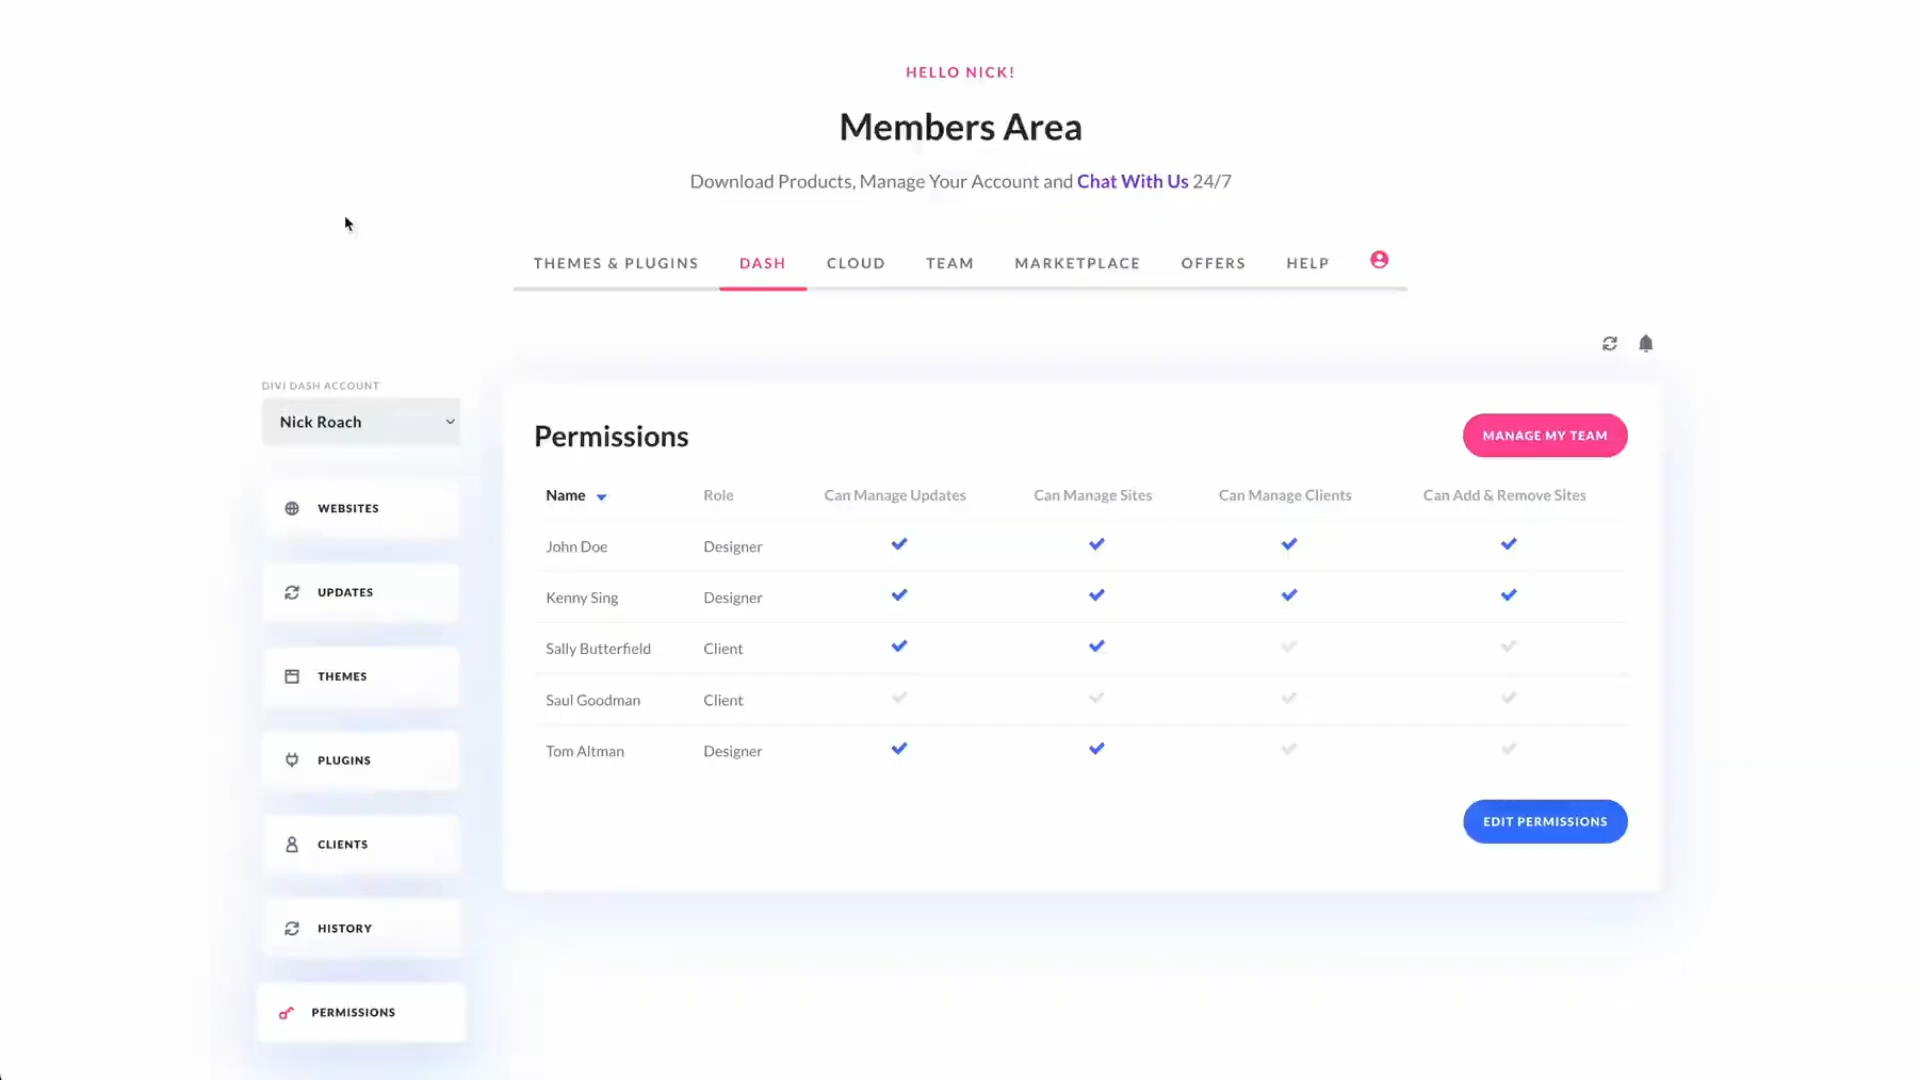 HELLO NICK!
Members Area
Download Products, Manage Your Account and Chat With Us 24/7
THEMES & PLUGINS DASH CLOUD TEAM MARKETPLACE OFFERS HELP
DIVI DASH ACCOUNT
Nick Roach
WEBSITES
UPDATES
THEMES
PLUGINS
CLIENTS
HISTORY
PERMISSIONS
Permissions
MANAGE MY TEAM
Name Role Can Manage Updates Can Manage Sites Can Manage Clients Can Add & Remove Sites
John Doe Designer
Kenny Sing Designer
Sally Butterfield Client
Saul Goodman Client
Tom Altman Designer
EDIT PERMISSIONS